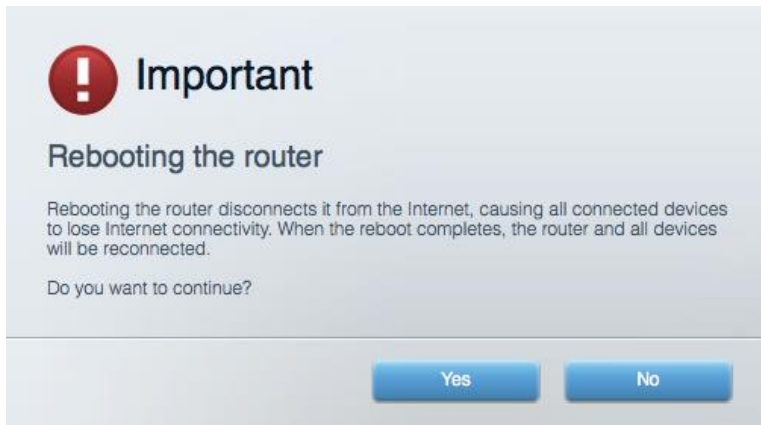 Important
Rebooting the router
Rebooting the router disconnects it from the Internet, causing all connected devices
to lose Internet connectivity. When the reboot completes, the router and all devices
will be reconnected.
Do you want to continue?
Yes No